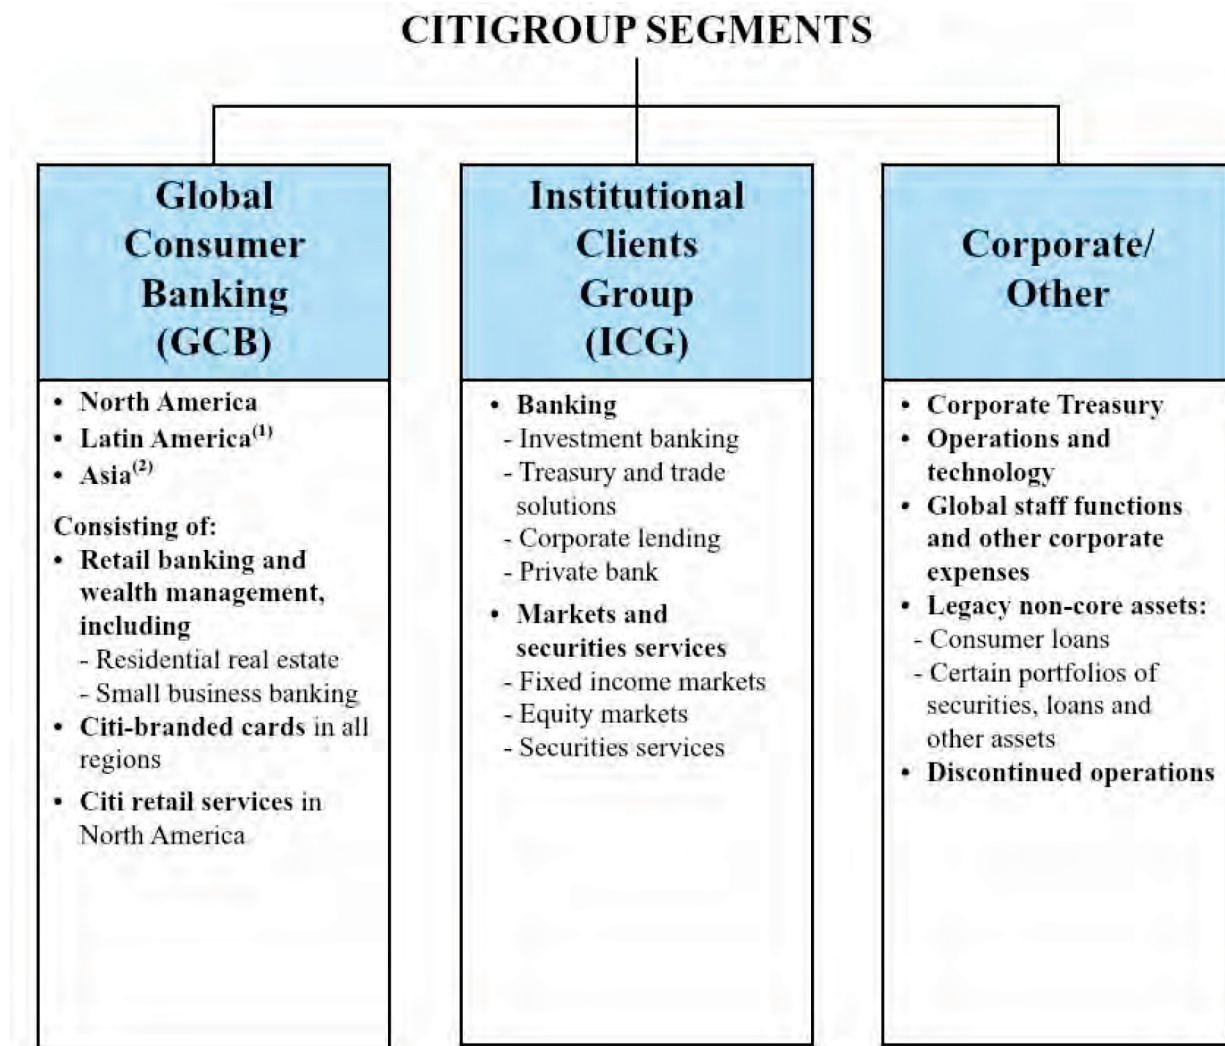 CITIGROUP SEGMENTS
Global
Consumer
Banking
(GCB)
• North America
• Latin America(1)
• Asia(2)
Consisting of:
• Retail banking and
wealth management,
including
- Residential real estate
- Small business banking
• Citi-branded cards in all
regions
• Citi retail services in
North America
Institutional
Clients
Group
(ICG)
• Banking
- Investment banking
- Treasury and trade
solutions
- Corporate lending
- Private bank
• Markets and
securities services
- Fixed income markets
- Equity markets
- Securities services
Corporate/
Other
• Corporate Treasury
• Operations and
technology
• Global staff functions
and other corporate
expenses
• Legacy non-core assets:
- Consumer loans
- Certain portfolios of
securities, loans and
other assets
• Discontinued operations